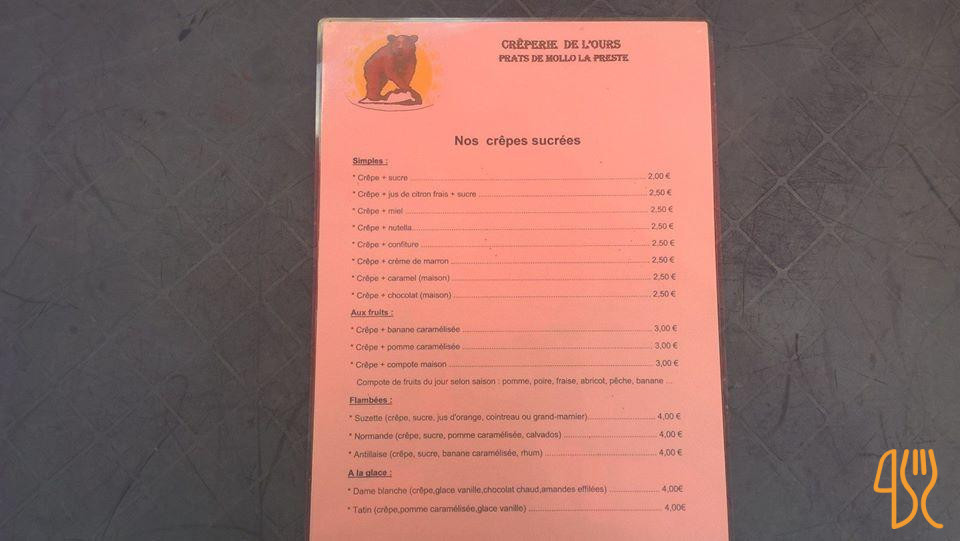 CRÊPERIE DE L'OURS
PRATS DE MOLLO LA PRESTE
Nos crêpes sucrées
Simples :
* Crêpe + sucre ........................ 2,00 €
* Crêpe + jus de citron frais + sucre ........................ 2,50 €
* Crêpe + miel ........................ 2,50 €
* Crêpe + nutella ........................ 2,50 €
* Crêpe + confiture ........................ 2.50 €
* Crêpe + crème de marron ........................ 2,50 €
* Crêpe + caramel (maison) ........................ 2,50 €
* Crêpe + chocolat (maison) ........................ 2,50 €
Aux fruits :
* Crêpe + banane caramélisée ........................ 3,00 €
* Crêpe + pomme caramélisée ........................ 3,00 €
* Crêpe + compote maison ........................ 3,00 €
Compote de fruits du jour selon saison : pomme, poire, fraise, abricot, pêche, banane ...
Flambées :
* Suzette (crêpe, sucre, jus d'orange, cointreau ou grand-marnier)........................ 4,00 €
* Normande (crêpe, sucre, pomme caramélisée, calvados) ........................ 4,00 €
* Antillaise (crêpe, sucre, banane caramélisée, rhum) ........................ 4,00 €
A la glace :
* Dame blanche (crêpe,glace vanille,chocolat chaud,amandes effilées) ........................ 4,00€
* Tatin (crêpe,pomme caramélisée,glace vanille) ........................ 4,00€